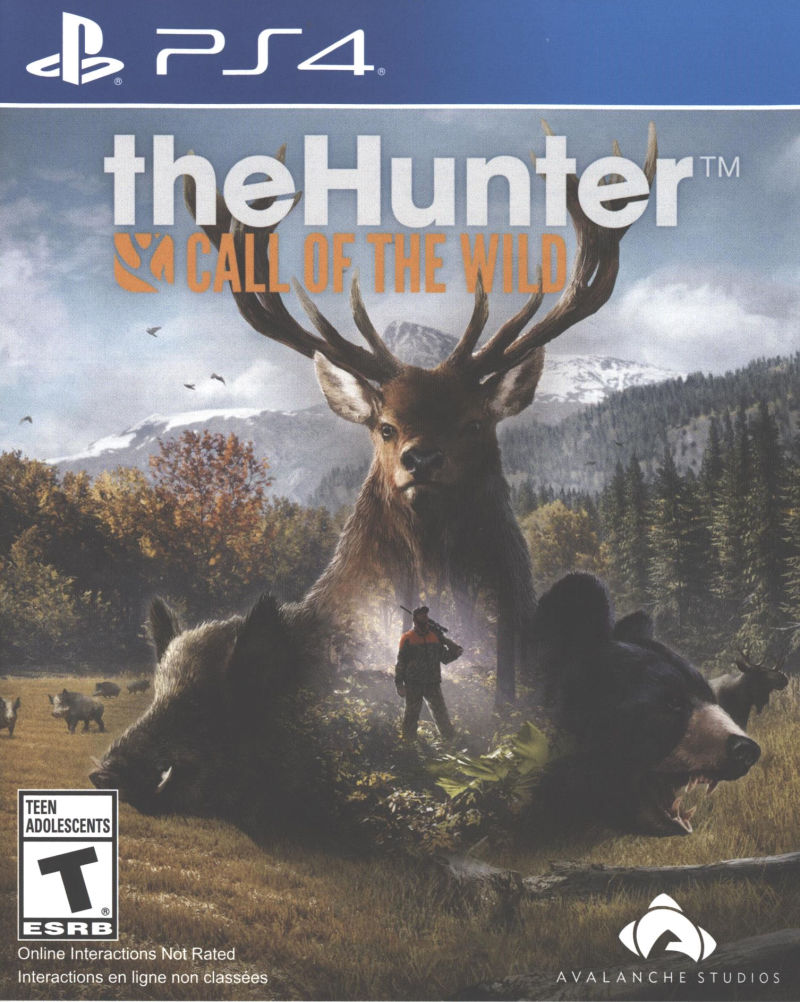 PS4®
theHunter™
CALL OF THE WILD
TEEN
ADOLESCENTS
T®
ESRB
Online Interactions Not Rated
Interactions en ligne non classées
AVALANCHE STUDIOS